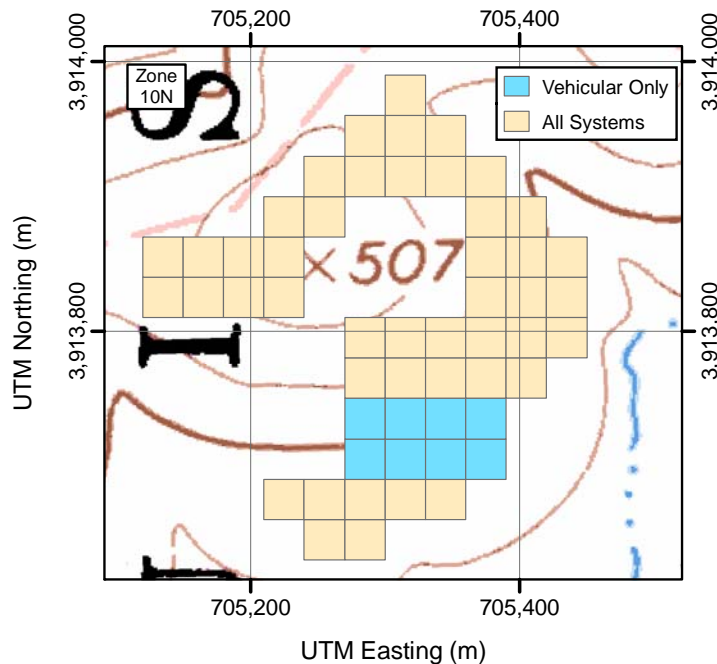 705,200 705,400
3,914,000 3,914,000
Zone
10N
Vehicular Only
All Systems
S
507
3,913,800 3,913,800
I
UTM Northing (m)
705,200 705,400
UTM Easting (m)